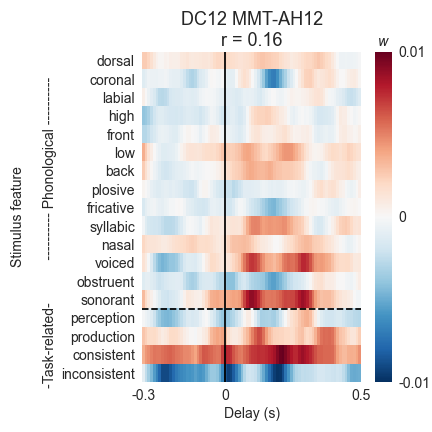 DC12 MMT-AH12
r = 0.16
w
dorsal
coronal
labial
high
front
low
back
plosive
fricative
syllabic
nasal
voiced
obstruent
sonorant
perception
production
consistent
inconsistent
Stimulus feature
-Task-related- ---------- Phonological ----------
0.01
0
-0.01
-0.3 0 0.5
Delay (s)